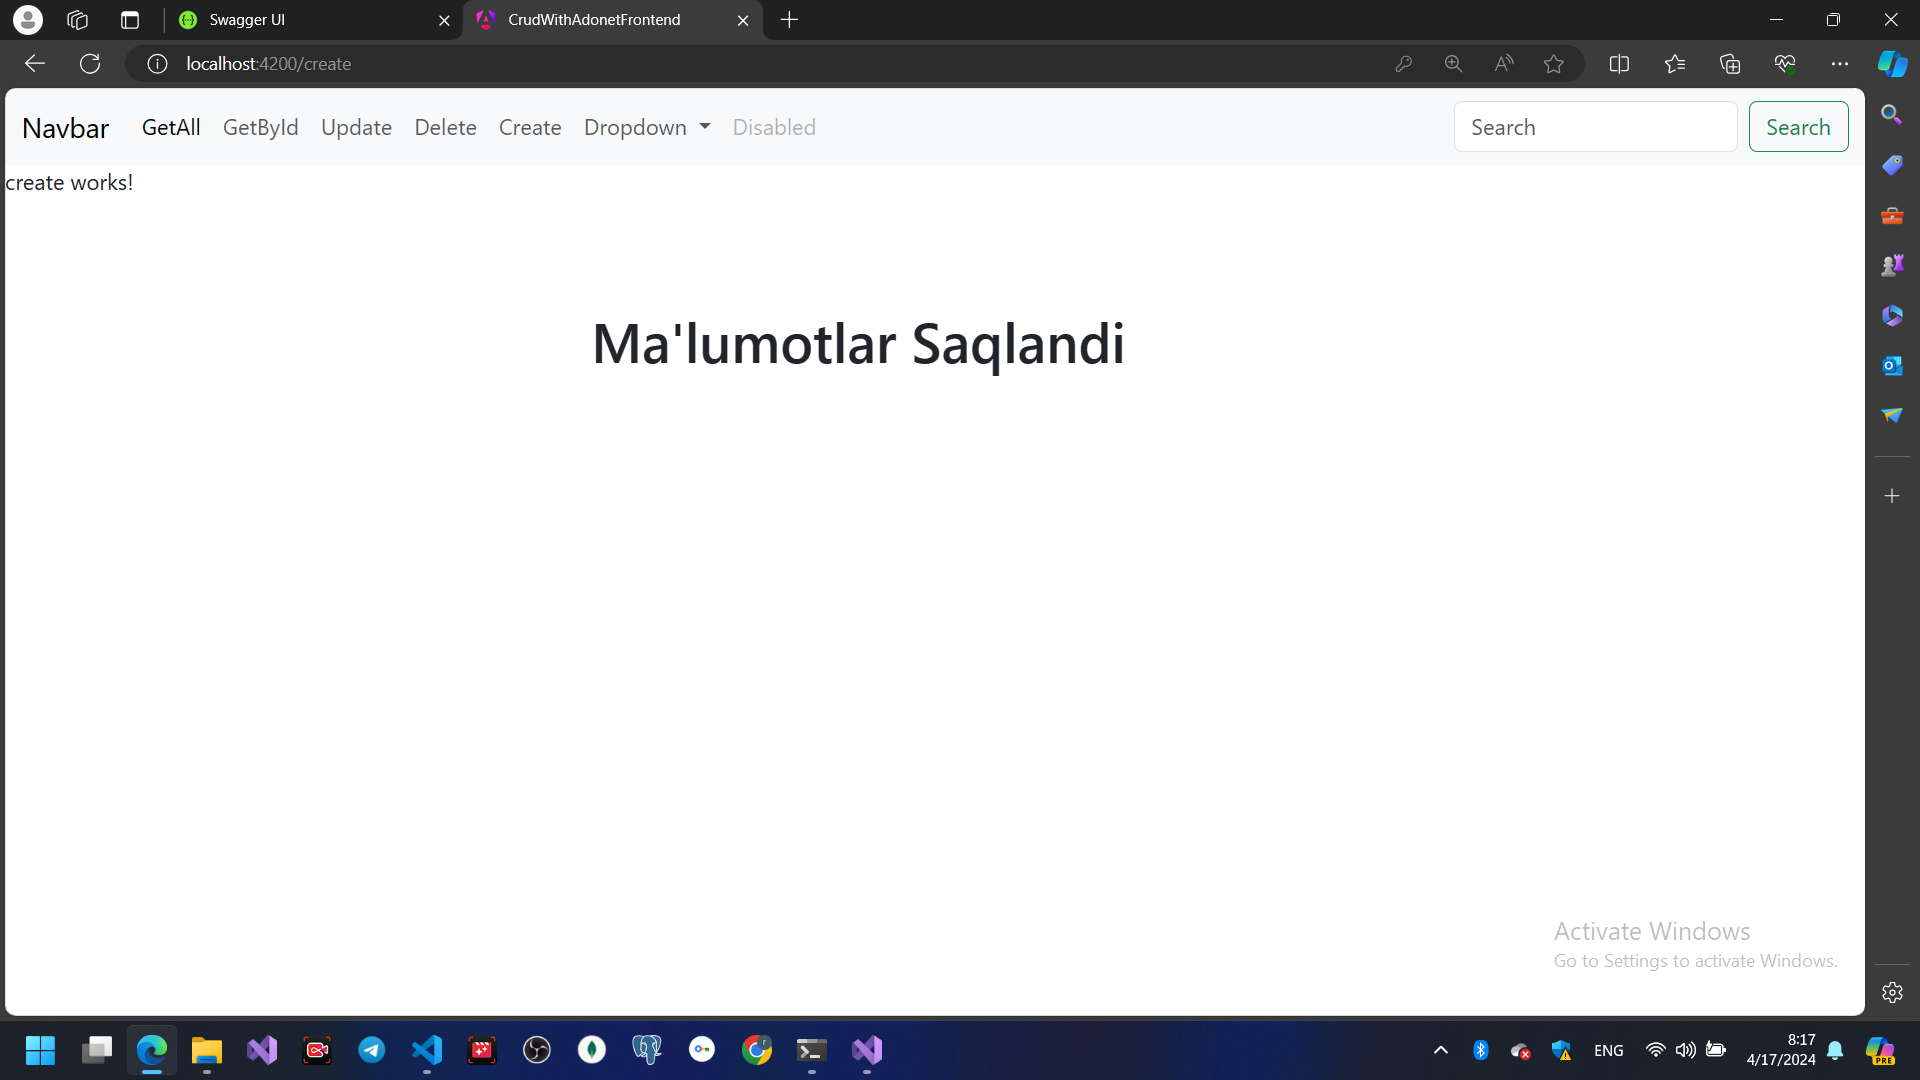 Swagger UI
CrudWithAdonetFrontend
localhost:4200/create
Navbar GetAll GetById Update Delete Create Dropdown Disabled Search Search
create works!
Ma'lumotlar Saqlandi
Activate Windows
Go to Settings to activate Windows.
ENG
8:17
4/17/2024
PRE